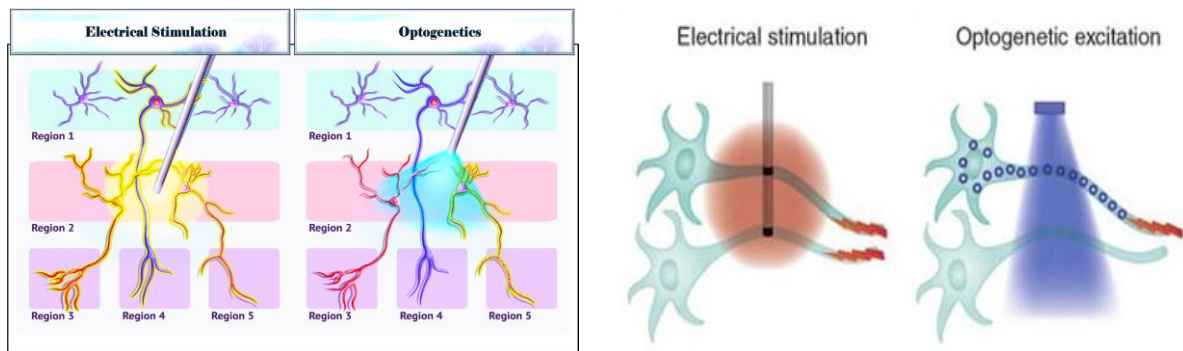 Electrical Stimulation
Optogenetics
Region 1
Region 2
Region 3
Region 4
Region 5
Region 1
Region 2
Region 3
Region 4
Region 5
Electrical stimulation
Optogenetic excitation